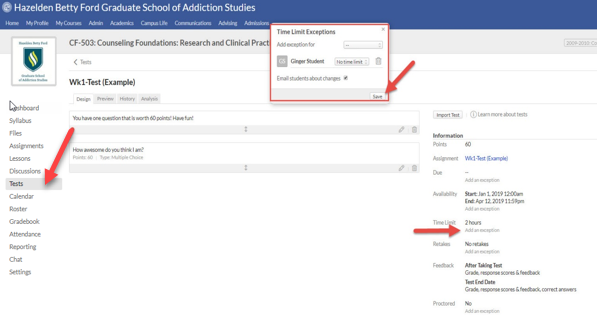 Hazelden Betty Ford Graduate School of Addiction Studies
Home My Profile My Courses Admin Academics Campus Life Communications Advising Admissions
Hazelden Betty Ford
Graduate School
of Addiction Studies
CF-503: Counseling Foundations: Research and Clinical Pract
Tests
Wk1-Test (Example)
Design Preview History Analysis
You have one question that is worth 60 points! Have fun!
How awesome do you think I am?
Points: 60 Type: Multiple Choice
Dashboard
Syllabus
Files
Assignments
Lessons
Discussions
Tests
Calendar
Roster
Gradebook
Attendance
Reporting
Chat
Settings
Time Limit Exceptions
×
Add exception for
--
Ginger Student No time limit
Email students about changes
Save
Import Test Learn more about tests
Information
Points 60
Assignment Wk1-Test (Example)
Due --
Add an exception
Availability Start: Jan 1, 2019 12:00am
End: Apr 12, 2019 11:59pm
Add an exception
Time Limit 2 hours
Add an exception
Retakes No retakes
Add an exception
Feedback After Taking Test
Grade, response scores & feedback
Test End Date
Grade, response scores & feedback, correct answers
Proctored No
Add an exception